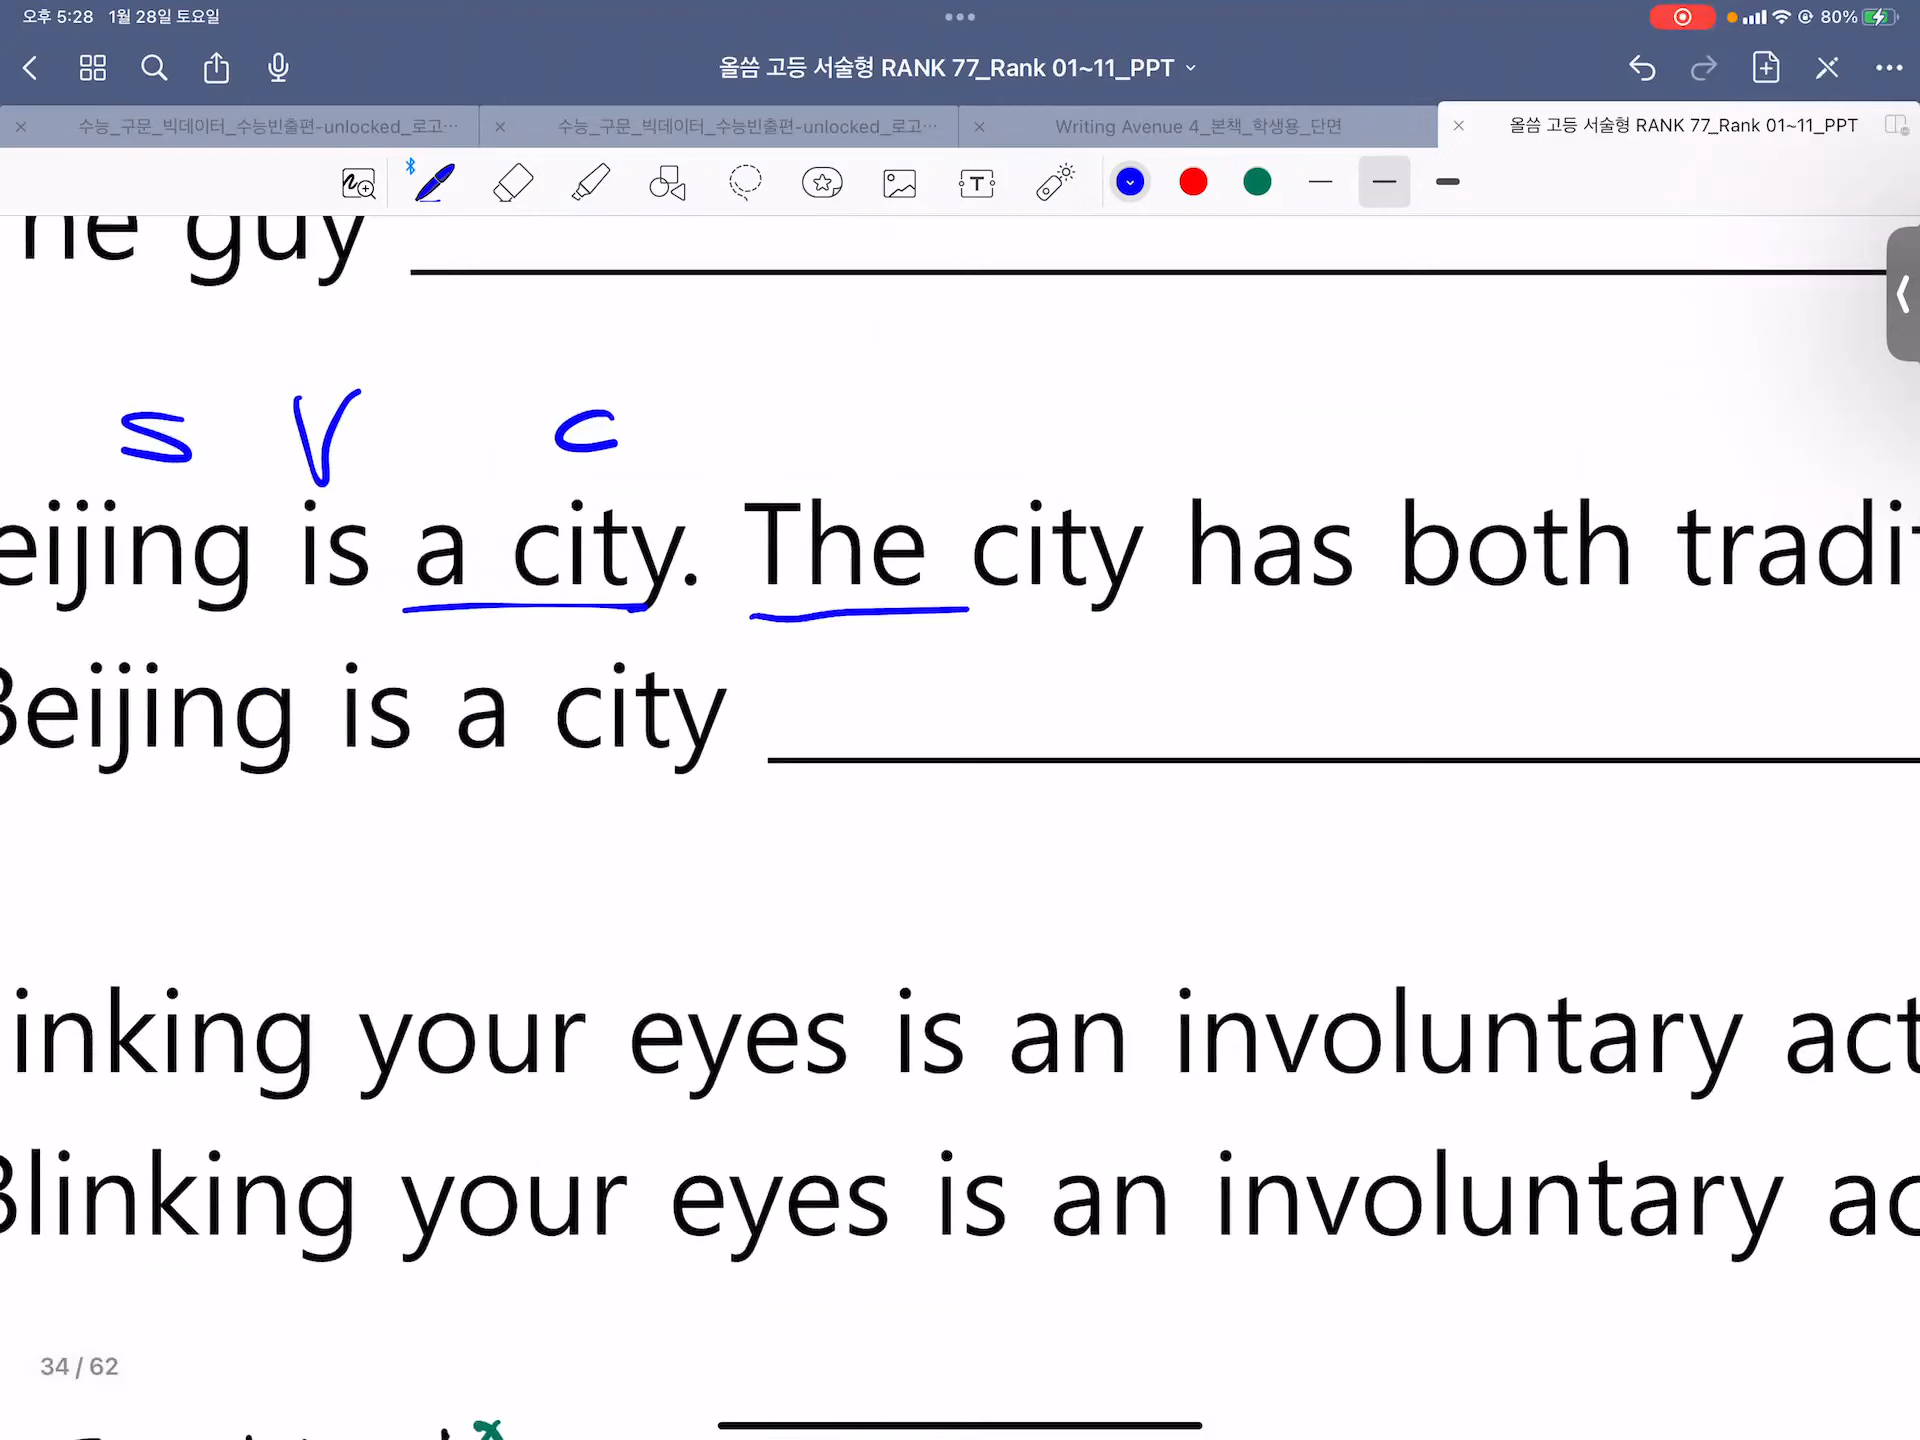 오후 5:28 1월 28일 토요일
80%
올씀 고등 서술형 RANK 77_Rank 01~11_PPT
수능_구문_빅데이터_수능빈출편-unlocked_로고…
수능_구문_빅데이터_수능빈출편-unlocked_로고…
Writing Avenue 4_본책_학생용_단면
올씀 고등 서술형 RANK 77_Rank 01~11_PPT
T
he guy
S V C
eijing is a city. The city has both tradit
Beijing is a city
inking your eyes is an involuntary act
Blinking your eyes is an involuntary ac
34 / 62